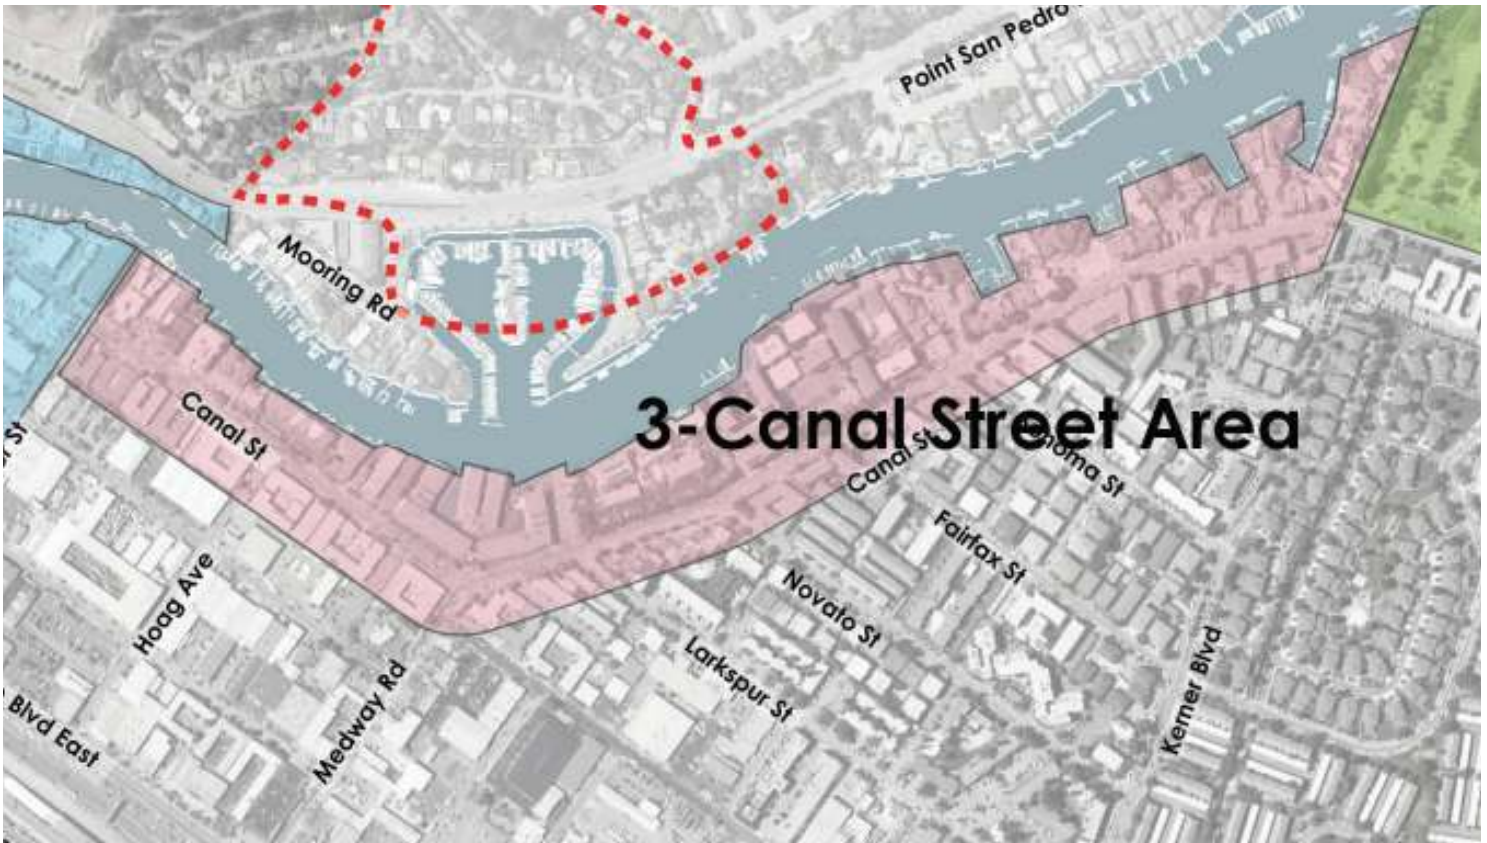 Point San Pedro
Mooring Rd
3-Canal Street Area
Canal St
Canal St
Fairfax St
Hoag Ave
Novato St
Larkspur St
Medway Rd
Kerner Blvd
Blvd East